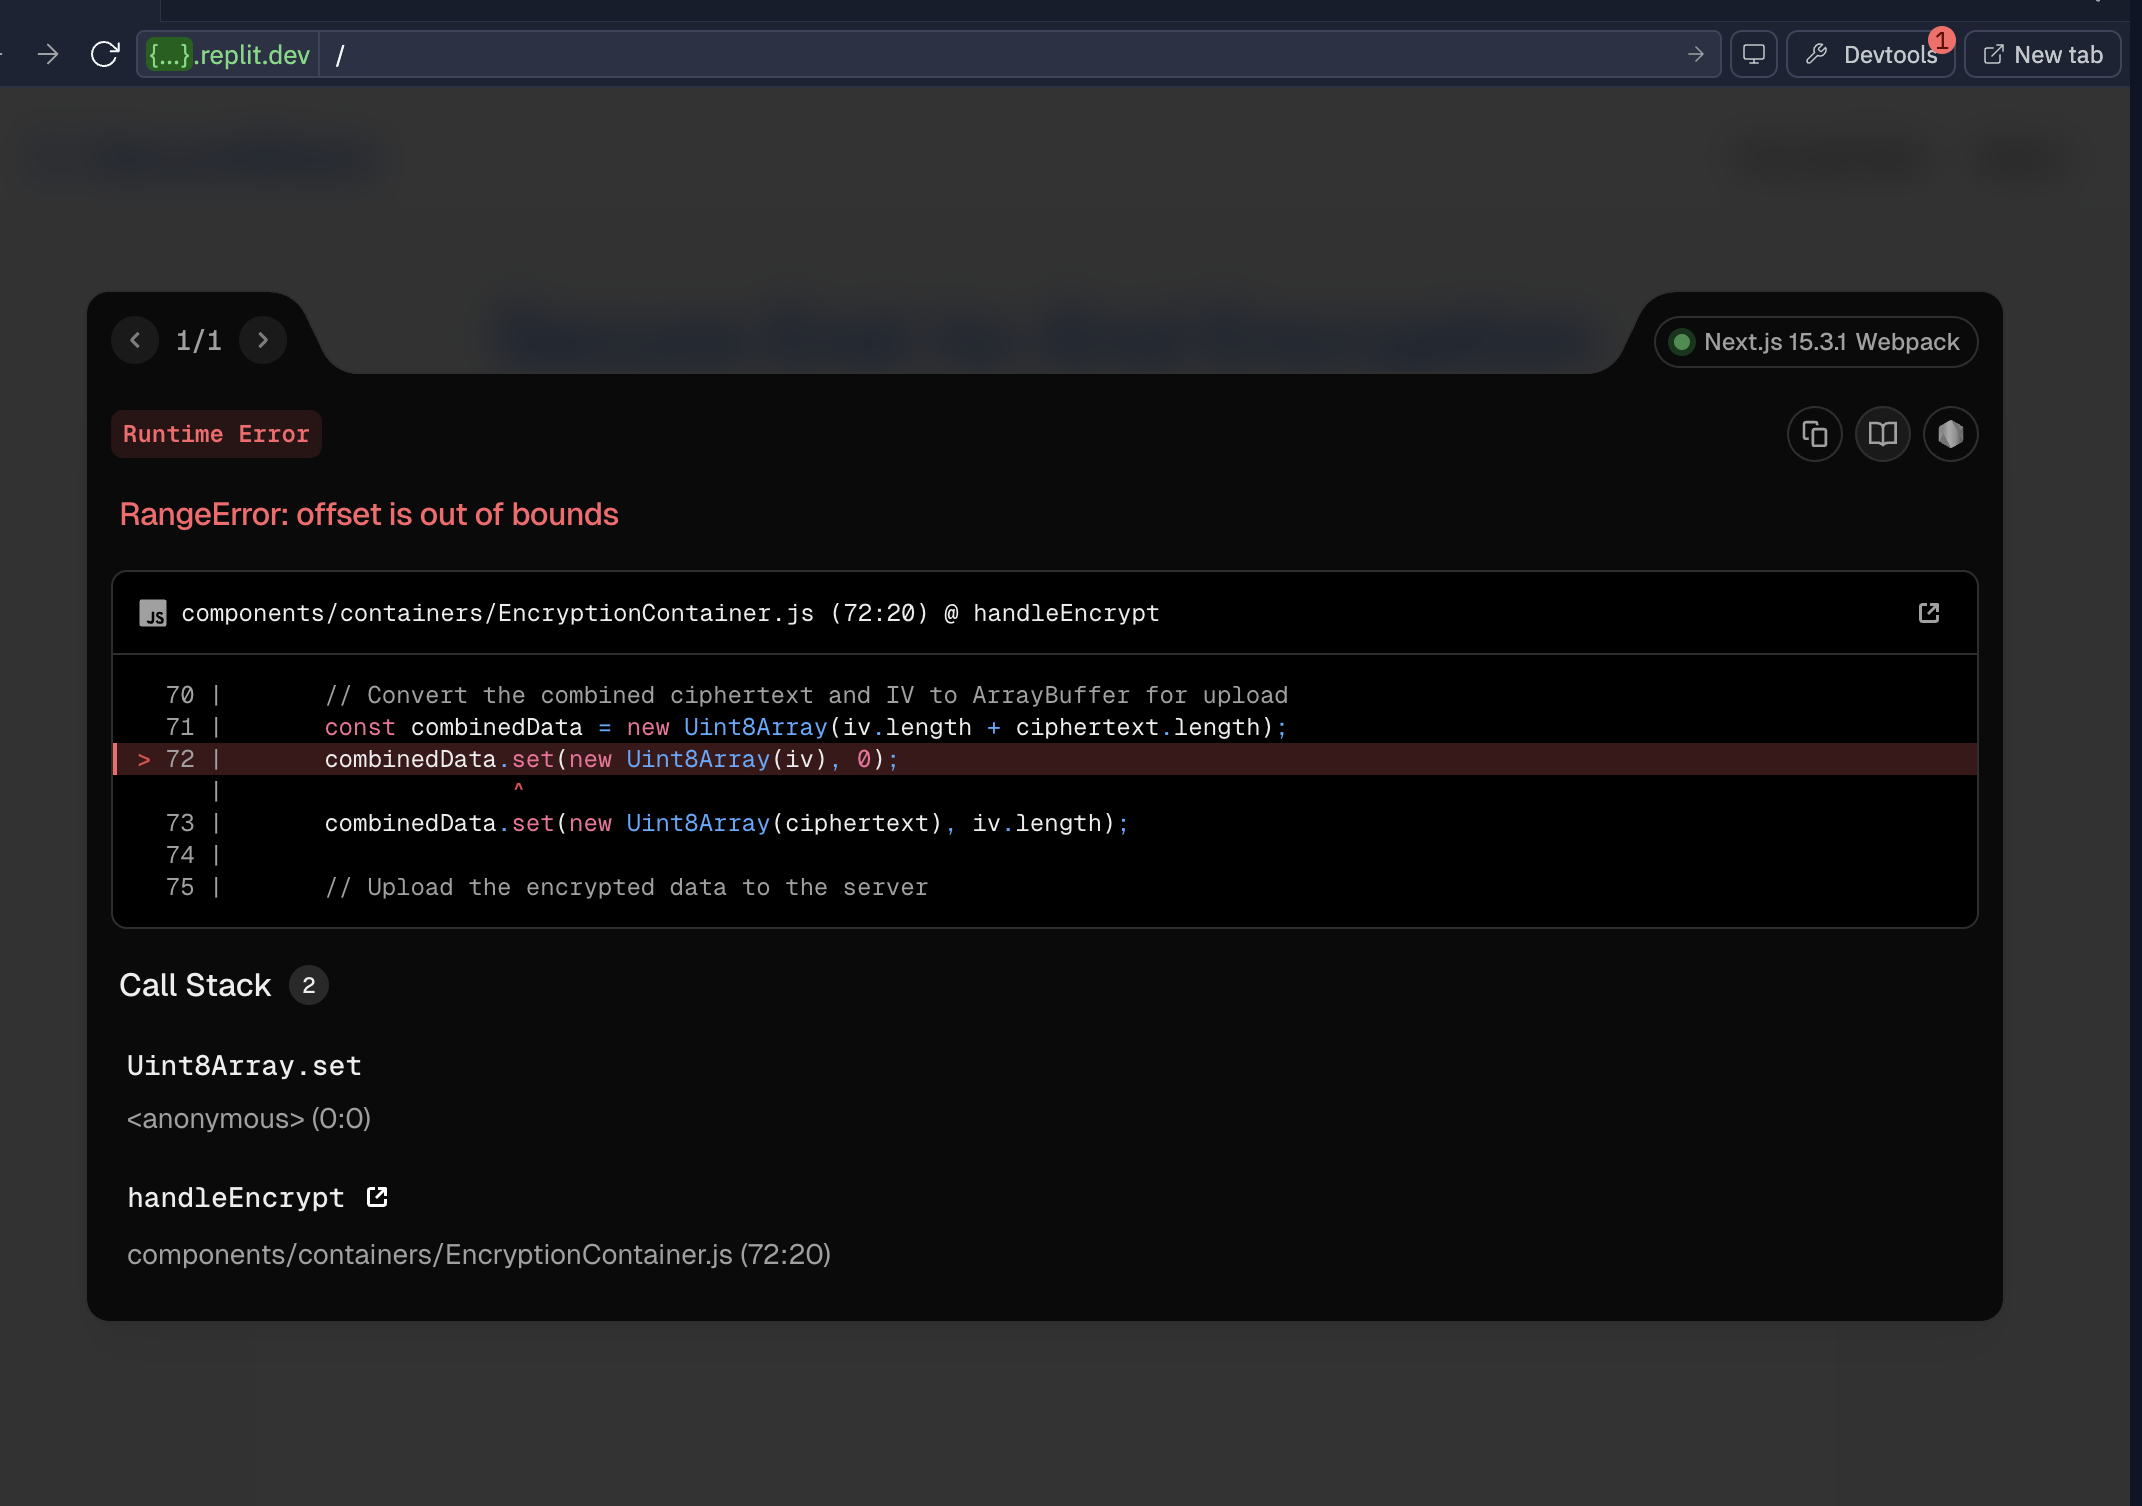 {...}.replit.dev /
Devtools 1
New tab
1/1
Next.js 15.3.1 Webpack
Runtime Error
RangeError: offset is out of bounds
JS components/containers/EncryptionContainer.js (72:20) @ handleEncrypt
70 | // Convert the combined ciphertext and IV to ArrayBuffer for upload
71 | const combinedData = new Uint8Array(iv.length + ciphertext.length);
> 72 | combinedData.set(new Uint8Array(iv), 0);
| ^
73 | combinedData.set(new Uint8Array(ciphertext), iv.length);
74 |
75 | // Upload the encrypted data to the server
Call Stack 2
Uint8Array.set
<anonymous> (0:0)
handleEncrypt
components/containers/EncryptionContainer.js (72:20)